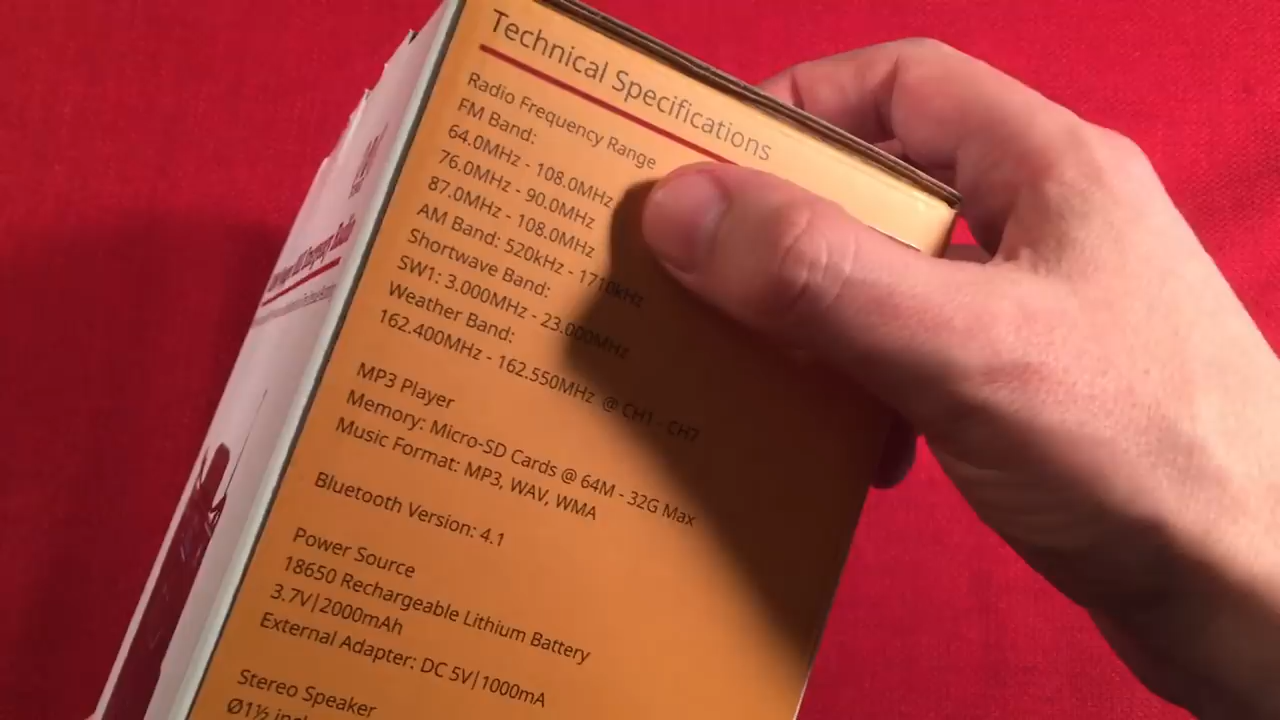 Technical Specifications
Radio Frequency Range
FM Band:
64.0MHz - 108.0MHz
76.0MHz - 90.0MHz
87.0MHz - 108.0MHz
AM Band: 520kHz - 1710kHz
Shortwave Band:
SW1: 3.000MHz - 23.000MHz
Weather Band:
162.400MHz - 162.550MHz @ CH1 - CH7
MP3 Player
Memory: Micro-SD Cards @ 64M - 32G Max
Music Format: MP3, WAV, WMA
Bluetooth Version: 4.1
Power Source
18650 Rechargeable Lithium Battery
3.7V|2000mAh
External Adapter: DC 5V|1000mA
Stereo Speaker
Ø1½
Radio